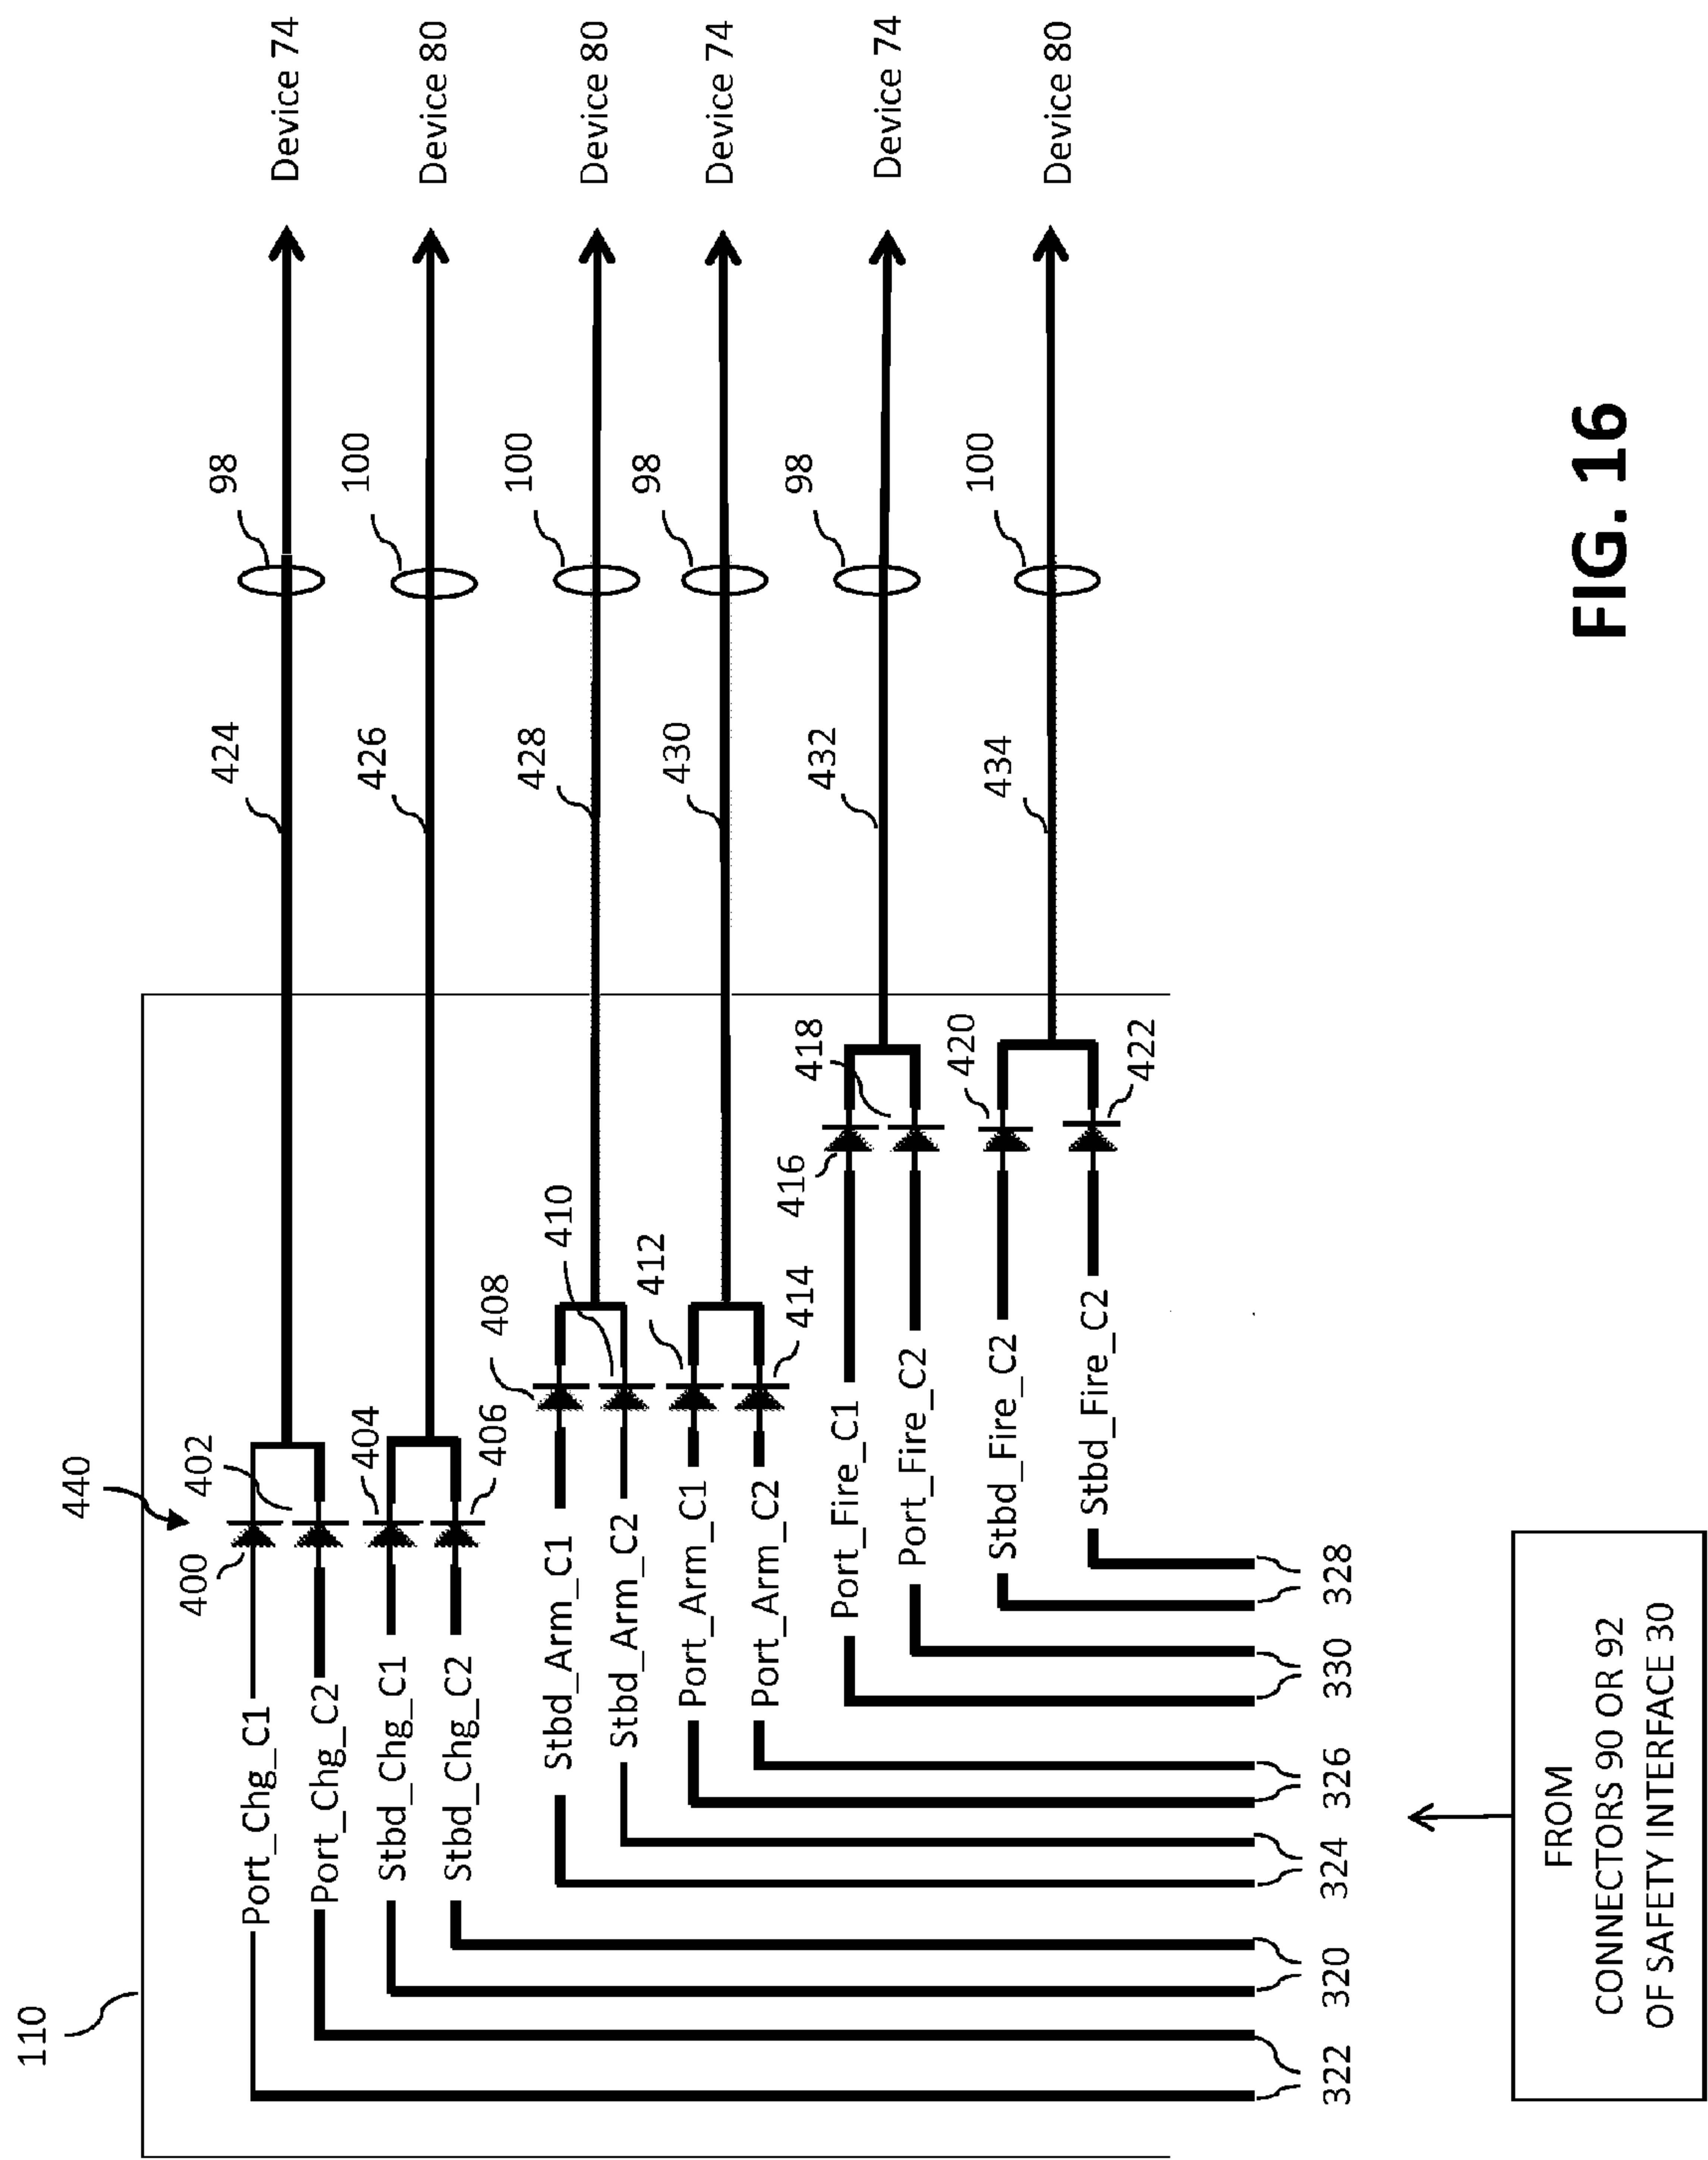 110
440
400
402
404
406
408
410
412
414
416
418
420
422
424
426
428
430
432
434
98
100
100
98
98
100
Device 74
Device 80
Device 80
Device 74
Device 74
Device 80
Port_Chg_C1
Port_Chg_C2
Stbd_Chg_C1
Stbd_Chg_C2
Stbd_Arm_C1
Stbd_Arm_C2
Port_Arm_C1
Port_Arm_C2
Port_Fire_C1
Port_Fire_C2
Stbd_Fire_C2
Stbd_Fire_C2
322
320
324
326
330
328
FROM
CONNECTORS 90 OR 92
OF SAFETY INTERFACE 30
FIG. 16